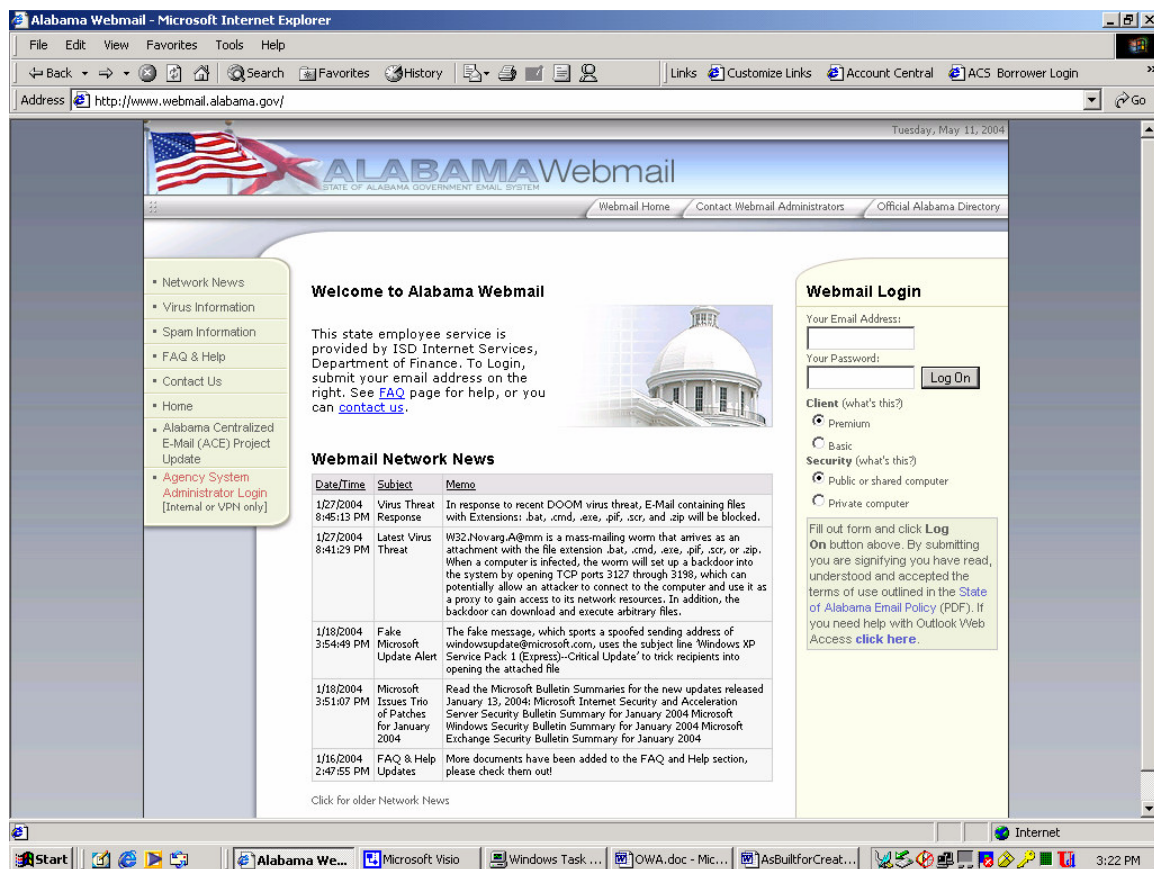 Alabama Webmail - Microsoft Internet Explorer
File Edit View Favorites Tools Help
Back Search Favorites History Links Customize Links Account Central ACS Borrower Login
Address http://www.webmail.alabama.gov/ Go
Tuesday, May 11, 2004
ALABAMAWebmail
STATE OF ALABAMA GOVERNMENT EMAIL SYSTEM
Webmail Home Contact Webmail Administrators Official Alabama Directory
Network News
Virus Information
Spam Information
FAQ & Help
Contact Us
Home
Alabama Centralized
E-Mail (ACE) Project
Update
Agency System
Administrator Login
[Internal or VPN only]
Welcome to Alabama Webmail
This state employee service is
provided by ISD Internet Services,
Department of Finance. To Login,
submit your email address on the
right. See FAQ page for help, or you
can contact us.
Webmail Network News
Date/Time Subject Memo
1/27/2004 Virus Threat In response to recent DOOM virus threat, E-Mail containing files
8:45:13 PM Response with Extensions: .bat, .cmd, .exe, .pif, .scr, and .zip will be blocked.
1/27/2004 Latest Virus W32.Novarg.A@mm is a mass-mailing worm that arrives as an
8:41:29 PM Threat attachment with the file extension .bat, .cmd, .exe, .pif, .scr, or .zip.
When a computer is infected, the worm will set up a backdoor into
the system by opening TCP ports 3127 through 3198, which can
potentially allow an attacker to connect to the computer and use it as
a proxy to gain access to its network resources. In addition, the
backdoor can download and execute arbitrary files.
1/18/2004 Fake The fake message, which sports a spoofed sending address of
3:54:49 PM Microsoft windowsupdate@microsoft.com, uses the subject line 'Windows XP
Update Alert Service Pack 1 (Express)--Critical Update' to trick recipients into
opening the attached file
1/18/2004 Microsoft Read the Microsoft Bulletin Summaries for the new updates released
3:51:07 PM Issues Trio January 13, 2004: Microsoft Internet Security and Acceleration
of Patches Server Security Bulletin Summary for January 2004 Microsoft
for January Windows Security Bulletin Summary for January 2004 Microsoft
2004 Exchange Security Bulletin Summary for January 2004
1/16/2004 FAQ & Help More documents have been added to the FAQ and Help section,
2:47:55 PM Updates please check them out!
Click for older Network News
Webmail Login
Your Email Address:
Your Password:
Log On
Client (what's this?)
Premium
Basic
Security (what's this?)
Public or shared computer
Private computer
Fill out form and click Log
On button above. By submitting
you are signifying you have read,
understood and accepted the
terms of use outlined in the State
of Alabama Email Policy (PDF). If
you need help with Outlook Web
Access click here.
Internet
Start Alabama We... Microsoft Visio Windows Task ... OWA.doc - Mic... AsBuiltforCreat... 3:22 PM